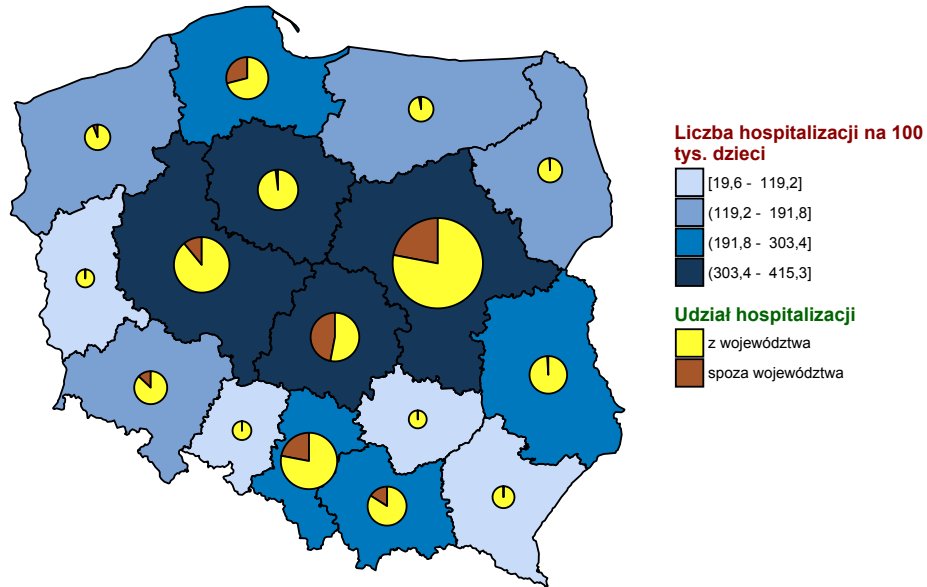 Liczba hospitalizacji na 100
tys. dzieci
[19,6 - 119,2]
(119,2 - 191,8]
(191,8 - 303,4]
(303,4 - 415,3]
Udział hospitalizacji
z województwa
spoza województwa